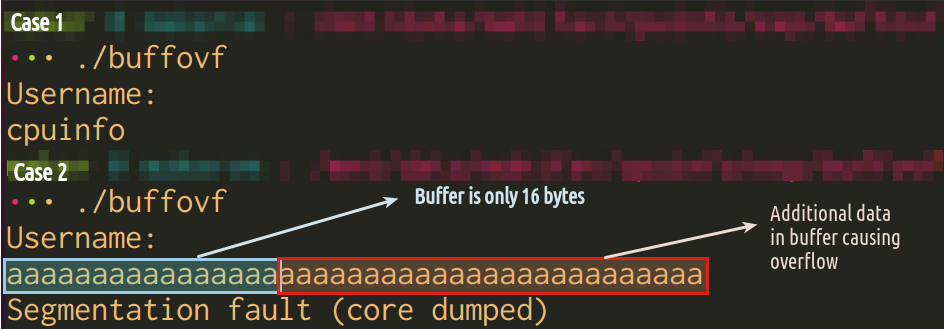 Case 1
··· ./buffovf
Username:
cpuinfo
Case 2
··· ./buffovf
Buffer is only 16 bytes
Username:
Additional data
in buffer causing
overflow
aaaaaaaaaaaaaaaaaaaaaaaaaaaaaaaaaaaaaaaaa
Segmentation fault (core dumped)